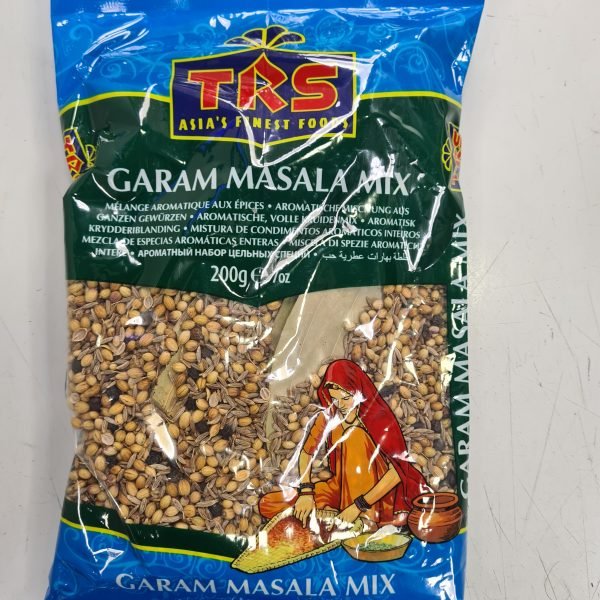 TRS
ASIA'S FINEST FOODS
GARAM MASALA MIX
MÉLANGE AROMATIQUE AUX ÉPICES • AROMATISCHE MISCHUNG AUS
GANZEN GEWÜRZEN • AROMATISCHE, VOLLE KRUIDENMIX • AROMATISK
KRYDDERIBLANDING • MISTURA DE CONDIMENTOS AROMÁTICOS INTEIROS
MEZCLA DE ESPECIAS AROMÁTICAS ENTERAS • MISCELA DI SPEZIE AROMATICHE
INTERE • АРОМАТНЫЙ НАБОР ЦЕЛЬНЫХ СПЕЦИЙ • خلطة بهارات عطرية حب
200g 7oz
GARAM MASALA MIX
GARAM MASALA MIX